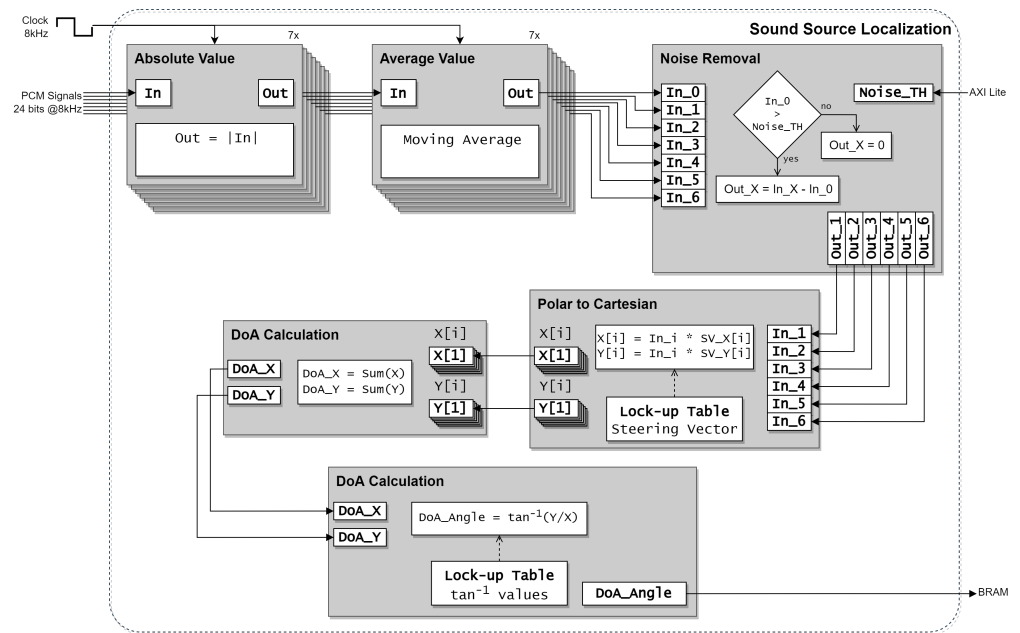 Clock
8kHz
7x
7x
Sound Source Localization
Absolute Value
Average Value
Noise Removal
In
Out
In
Out
In_0
In_1
In_2
In_3
In_4
In_5
In_6
In_0
>
Noise_TH
no
yes
Noise_TH
AXI Lite
PCM Signals
24 bits @8kHz
Out = |In|
Moving Average
Out_X = 0
Out_X = In_X - In_0
Out_1
Out_2
Out_3
Out_4
Out_5
Out_6
Polar to Cartesian
X[i]
X[1]
Y[i]
Y[1]
X[i] = In_i * SV_X[i]
Y[i] = In_i * SV_Y[i]
Lock-up Table
Steering Vector
In_1
In_2
In_3
In_4
In_5
In_6
DoA Calculation
DoA_X
DoA_Y
DoA_X = Sum(X)
DoA_Y = Sum(Y)
X[i]
X[1]
Y[i]
Y[1]
DoA Calculation
DoA_X
DoA_Y
DoA_Angle = tan⁻¹(Y/X)
Lock-up Table
tan⁻¹ values
DoA_Angle
BRAM